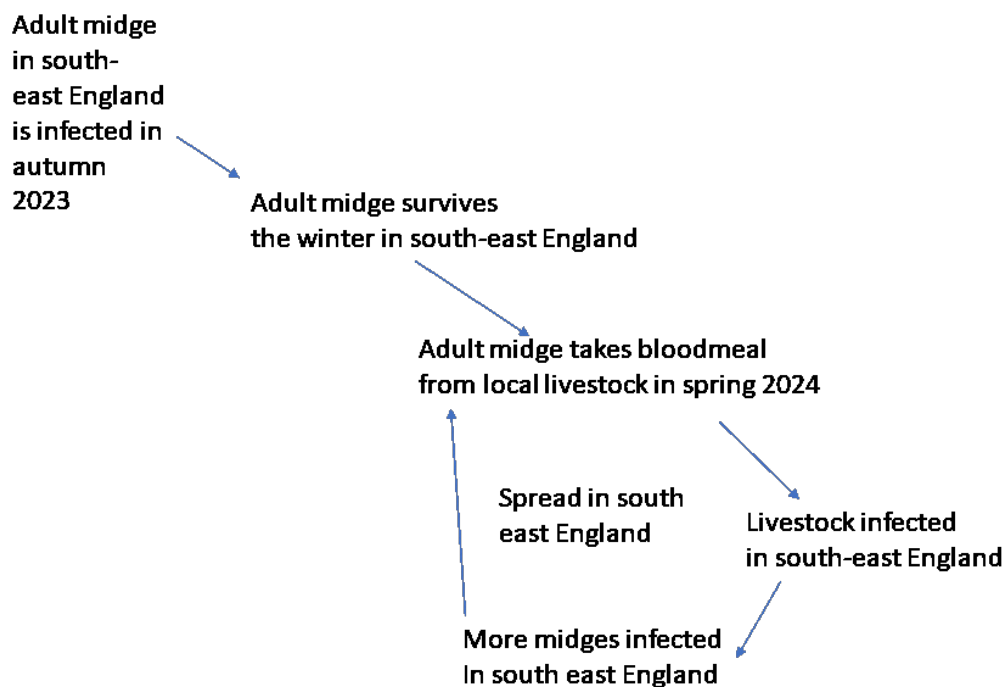 Adult midge
in south-
east England
is infected in
autumn
2023
Adult midge survives
the winter in south-east England
Adult midge takes bloodmeal
from local livestock in spring 2024
Spread in south
east England
Livestock infected
in south-east England
More midges infected
In south east England